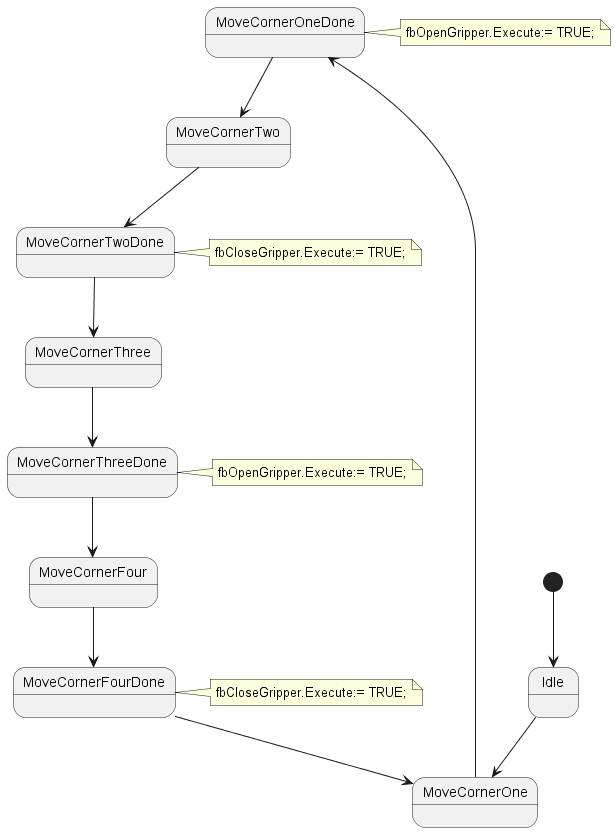 MoveCornerOneDone
fbOpenGripper.Execute:= TRUE;
MoveCornerTwo
MoveCornerTwoDone
fbCloseGripper.Execute:= TRUE;
MoveCornerThree
MoveCornerThreeDone
fbOpenGripper.Execute:= TRUE;
MoveCornerFour
MoveCornerFourDone
fbCloseGripper.Execute:= TRUE;
Idle
MoveCornerOne